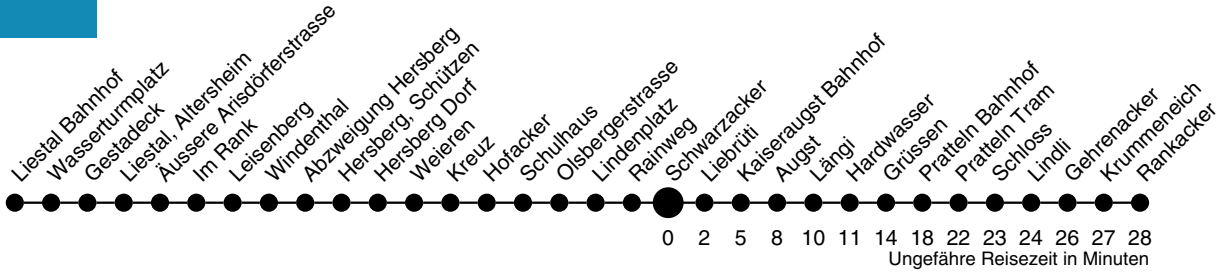 Liestal Bahnhof
Wasserturmplatz
Gestadeck
Liestal, Altersheim
Äussere Arisdörferstrasse
Im Rank
Leisenberg
Windenthal
Abzweigung Hersberg
Hersberg, Schützen
Hersberg Dorf
Weieren
Kreuz
Hofacker
Schulhaus
Olsbergerstrasse
Lindenplatz
Rainweg
Schwarzacker
Liebrüti
Kaiseraugst Bahnhof
Augst
Längi
Hardwasser
Grüssen
Pratteln Bahnhof
Pratteln Tram
Schloss
Lindli
Gehrenacker
Krummeneich
Rankacker
0 2 5 8 10 11 14 18 22 23 24 26 27 28
Ungefähre Reisezeit in Minuten